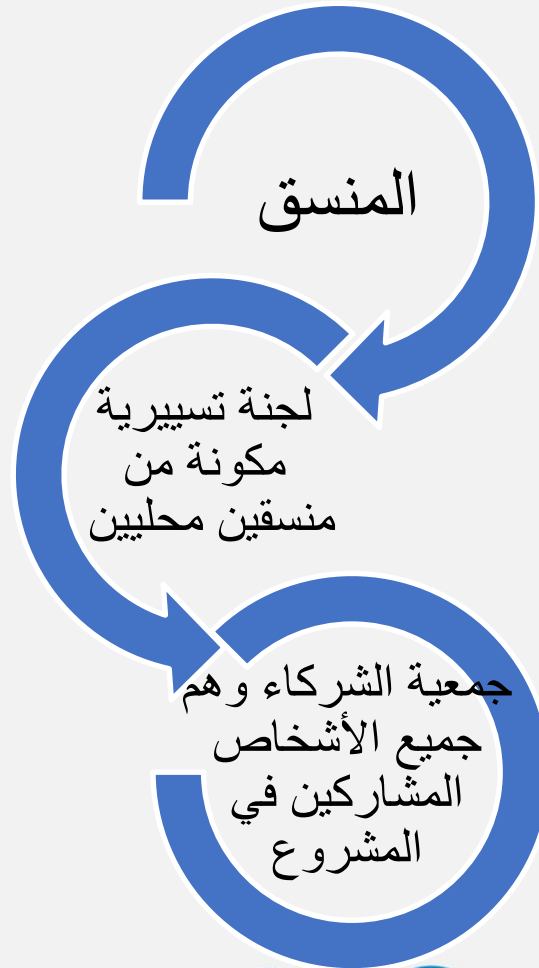 المنسق
لجنة تسييرية
مكونة من
منسقين محليين
جمعية الشركاء وهم
جميع الأشخاص
المشاركين في
المشروع